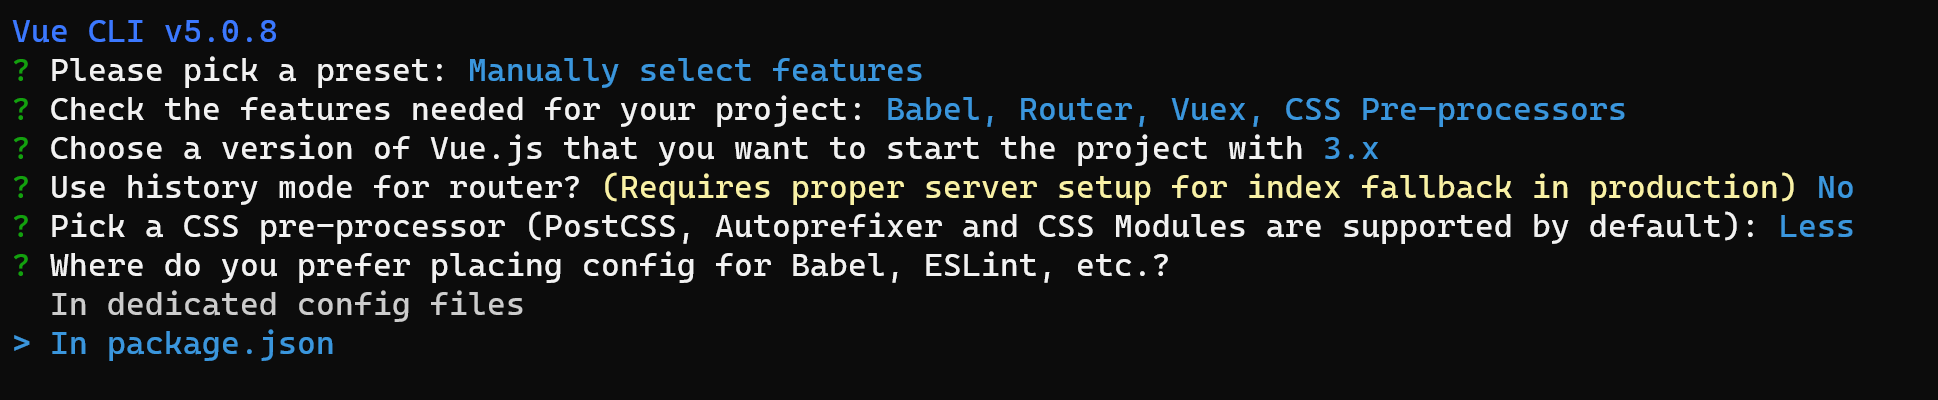 Vue CLI v5.0.8
? Please pick a preset: Manually select features
? Check the features needed for your project: Babel, Router, Vuex, CSS Pre-processors
? Choose a version of Vue.js that you want to start the project with 3.x
? Use history mode for router? (Requires proper server setup for index fallback in production) No
? Pick a CSS pre-processor (PostCSS, Autoprefixer and CSS Modules are supported by default): Less
? Where do you prefer placing config for Babel, ESLint, etc.?
  In dedicated config files
> In package.json